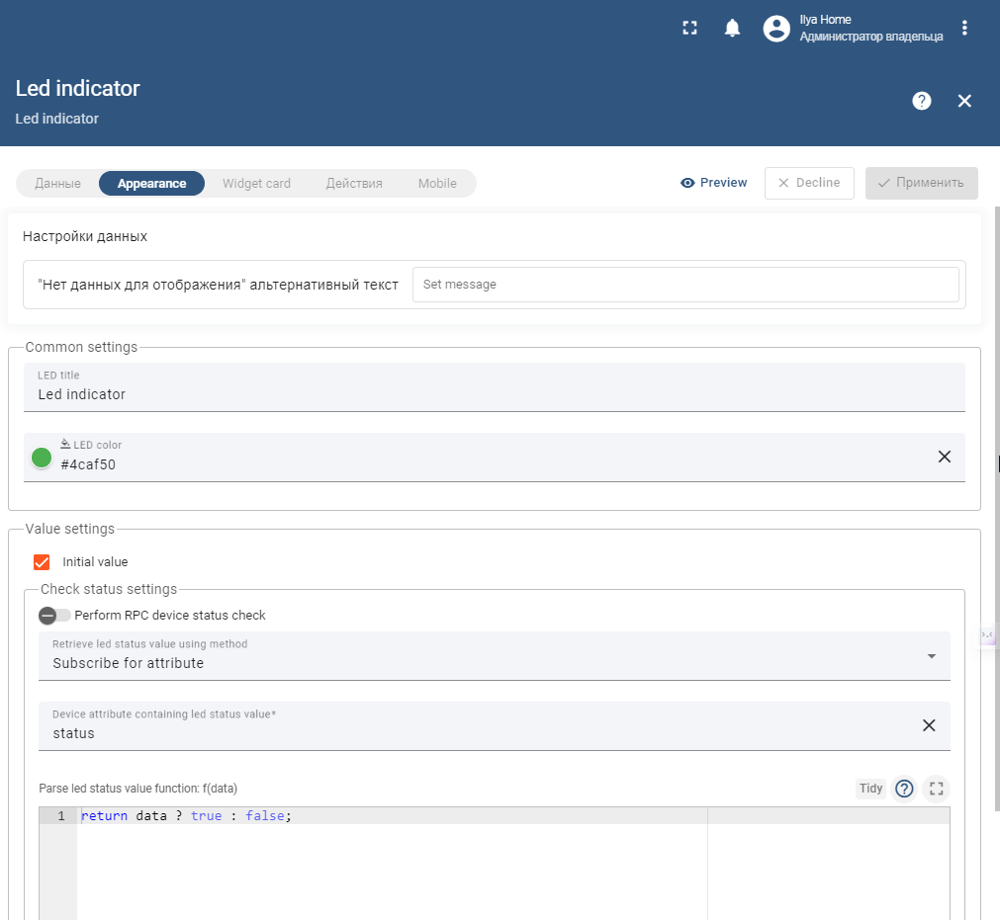 Ilya Home
Администратор владельца
Led indicator
Led indicator
Данные
Appearance
Widget card
Действия
Mobile
Preview
Decline
Применить
Настройки данных
"Нет данных для отображения" альтернативный текст
Set message
Common settings
LED title
Led indicator
LED color
#4caf50
Value settings
Initial value
Check status settings
Perform RPC device status check
Retrieve led status value using method
Subscribe for attribute
Device attribute containing led status value*
status
Parse led status value function: f(data)
Tidy
1 return data ? true : false;